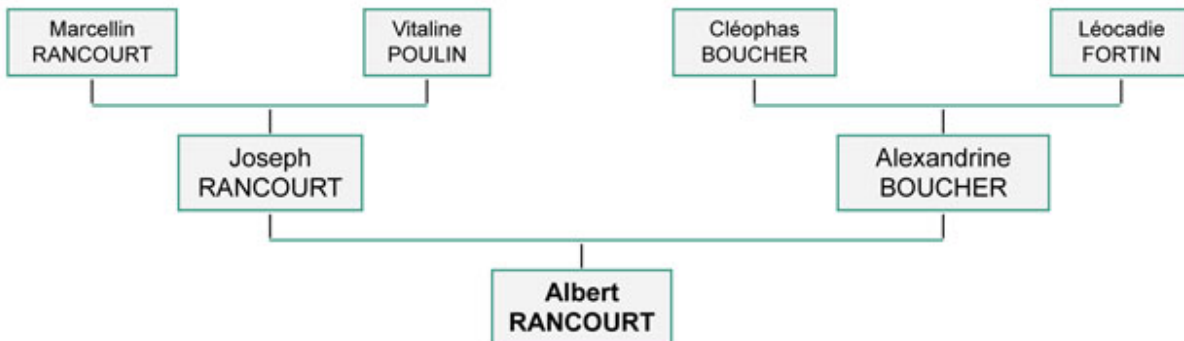 Marcellin
RANCOURT
Vitaline
POULIN
Cléophas
BOUCHER
Léocadie
FORTIN
Joseph
RANCOURT
Alexandrine
BOUCHER
Albert
RANCOURT